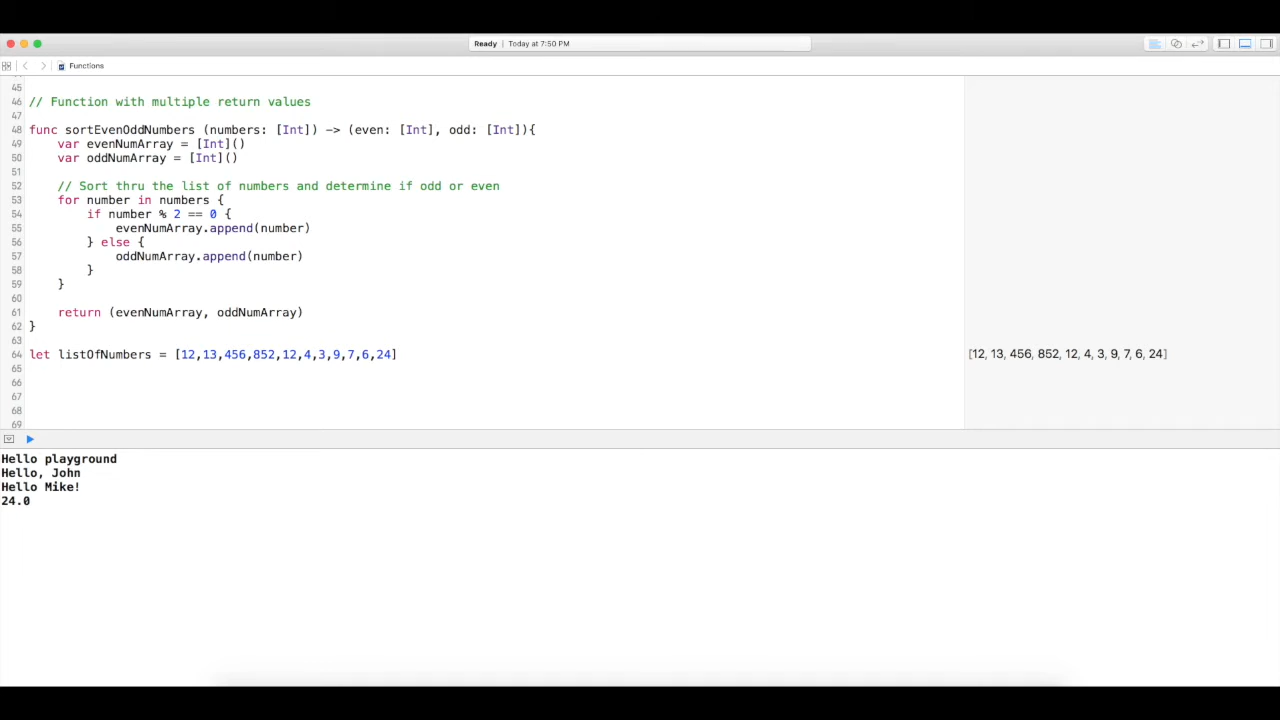 Ready | Today at 7:50 PM
Functions
45
46 // Function with multiple return values
47
48 func sortEvenOddNumbers (numbers: [Int]) -> (even: [Int], odd: [Int]){
49 var evenNumArray = [Int]()
50 var oddNumArray = [Int]()
51
52 // Sort thru the list of numbers and determine if odd or even
53 for number in numbers {
54 if number % 2 == 0 {
55 evenNumArray.append(number)
56 } else {
57 oddNumArray.append(number)
58 }
59 }
60
61 return (evenNumArray, oddNumArray)
62 }
63
64 let listOfNumbers = [12,13,456,852,12,4,3,9,7,6,24]
[12, 13, 456, 852, 12, 4, 3, 9, 7, 6, 24]
65
66
67
68
69
Hello playground
Hello, John
Hello Mike!
24.0